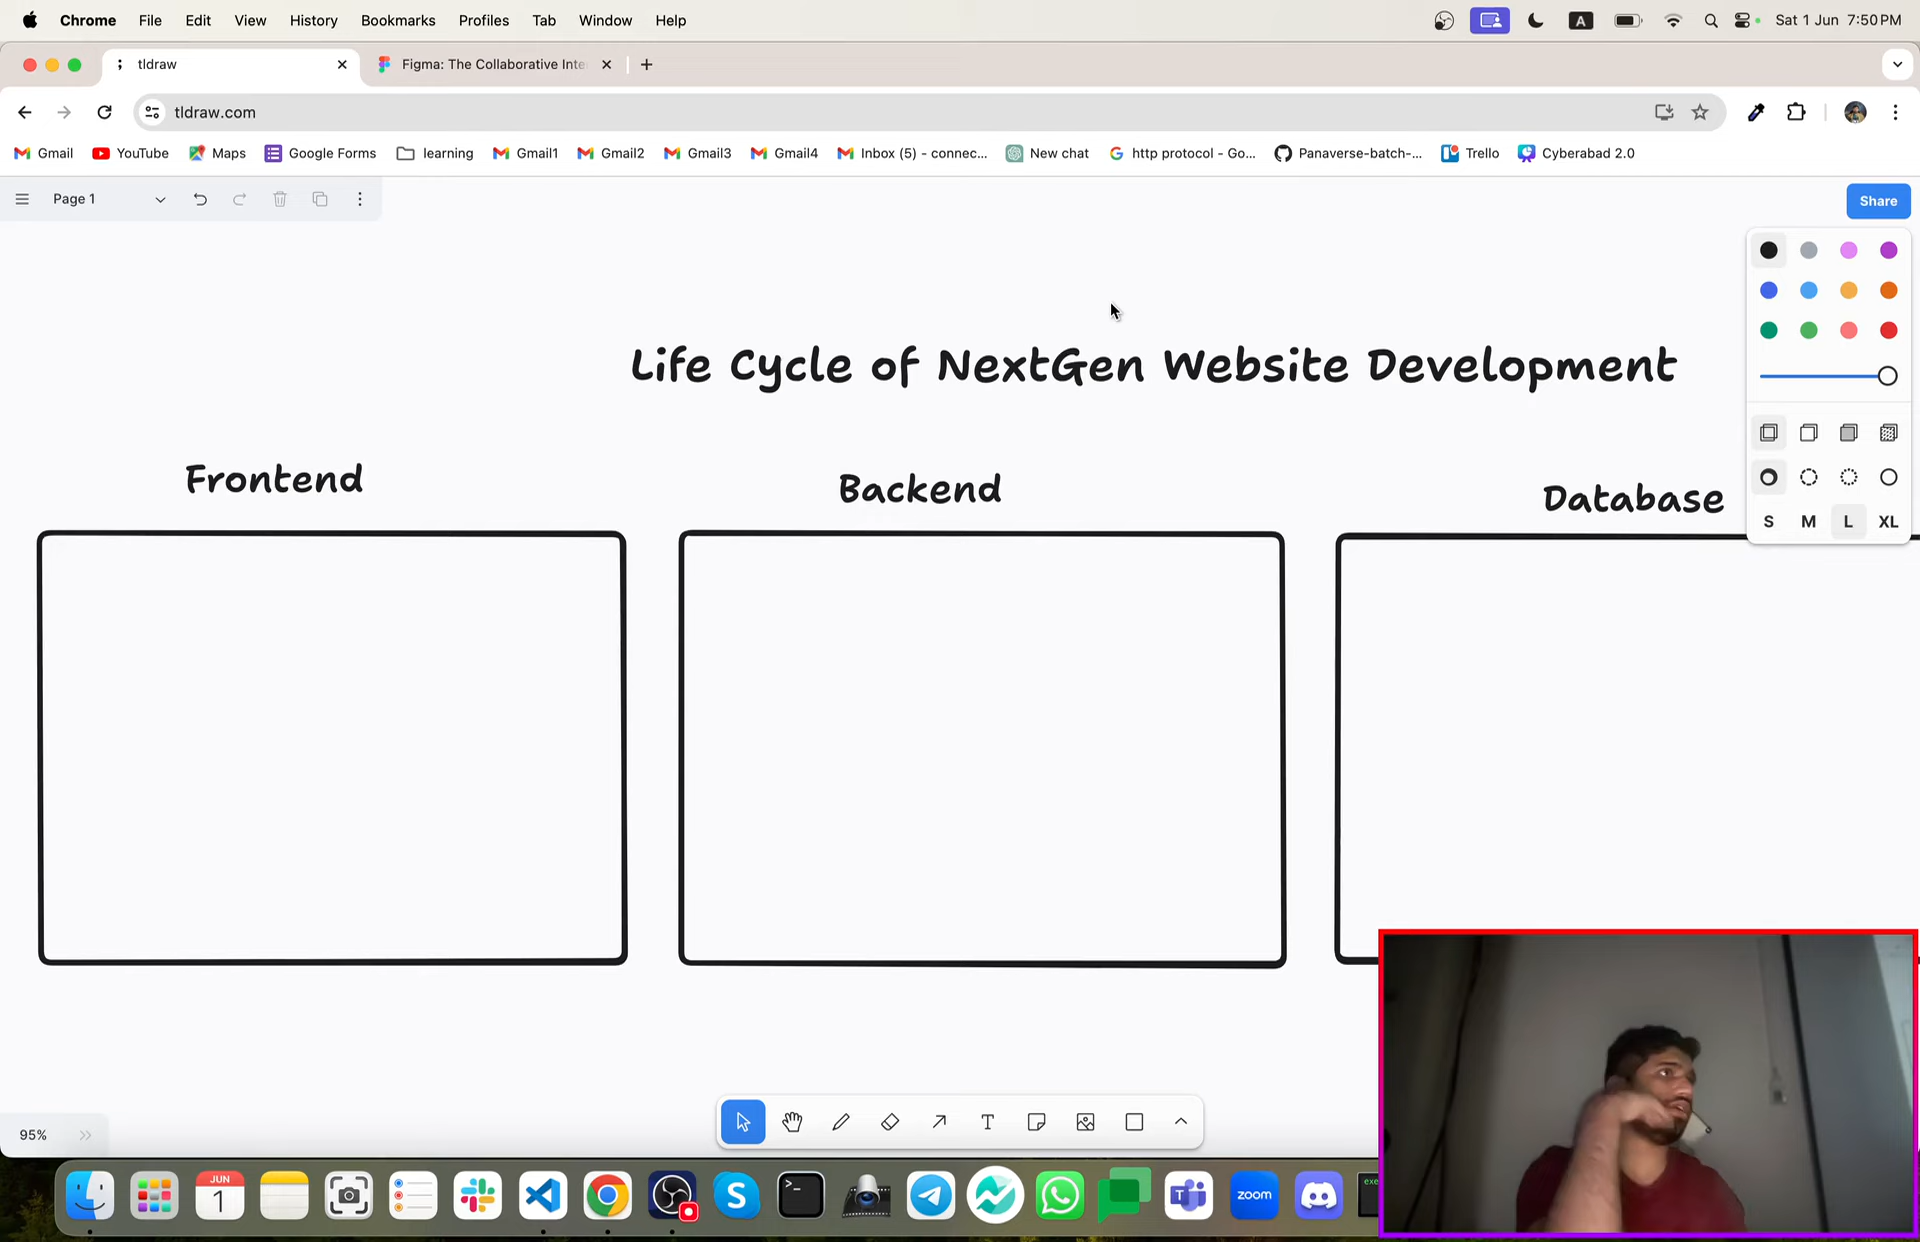 Chrome File Edit View History Bookmarks Profiles Tab Window Help
A Sat 1 Jun 7:50 PM
tldraw
Figma: The Collaborative Inte
tldraw.com
Gmail YouTube Maps Google Forms learning Gmail1 Gmail2 Gmail3 Gmail4 Inbox (5) - connec... New chat http protocol - Go... Panaverse-batch-... Trello Cyberabad 2.0
Page 1
Share
Life Cycle of NextGen Website Development
Frontend
Backend
Database
S M L XL
T
95%
JUN
1
S
>_
T
zoom
exe